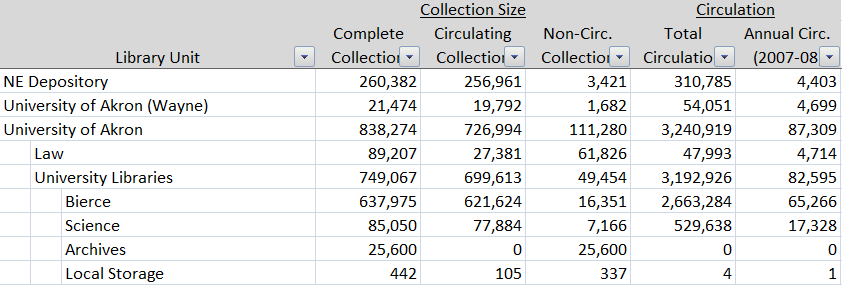 Collection Size Circulation
Complete Circulating Non-Circ. Total Annual Circ.
Library Unit Collection Collection Collection Circulatio (2007-08
NE Depository 260,382 256,961 3,421 310,785 4,403
University of Akron (Wayne) 21,474 19,792 1,682 54,051 4,699
University of Akron 838,274 726,994 111,280 3,240,919 87,309
Law 89,207 27,381 61,826 47,993 4,714
University Libraries 749,067 699,613 49,454 3,192,926 82,595
Bierce 637,975 621,624 16,351 2,663,284 65,266
Science 85,050 77,884 7,166 529,638 17,328
Archives 25,600 0 25,600 0 0
Local Storage 442 105 337 4 1